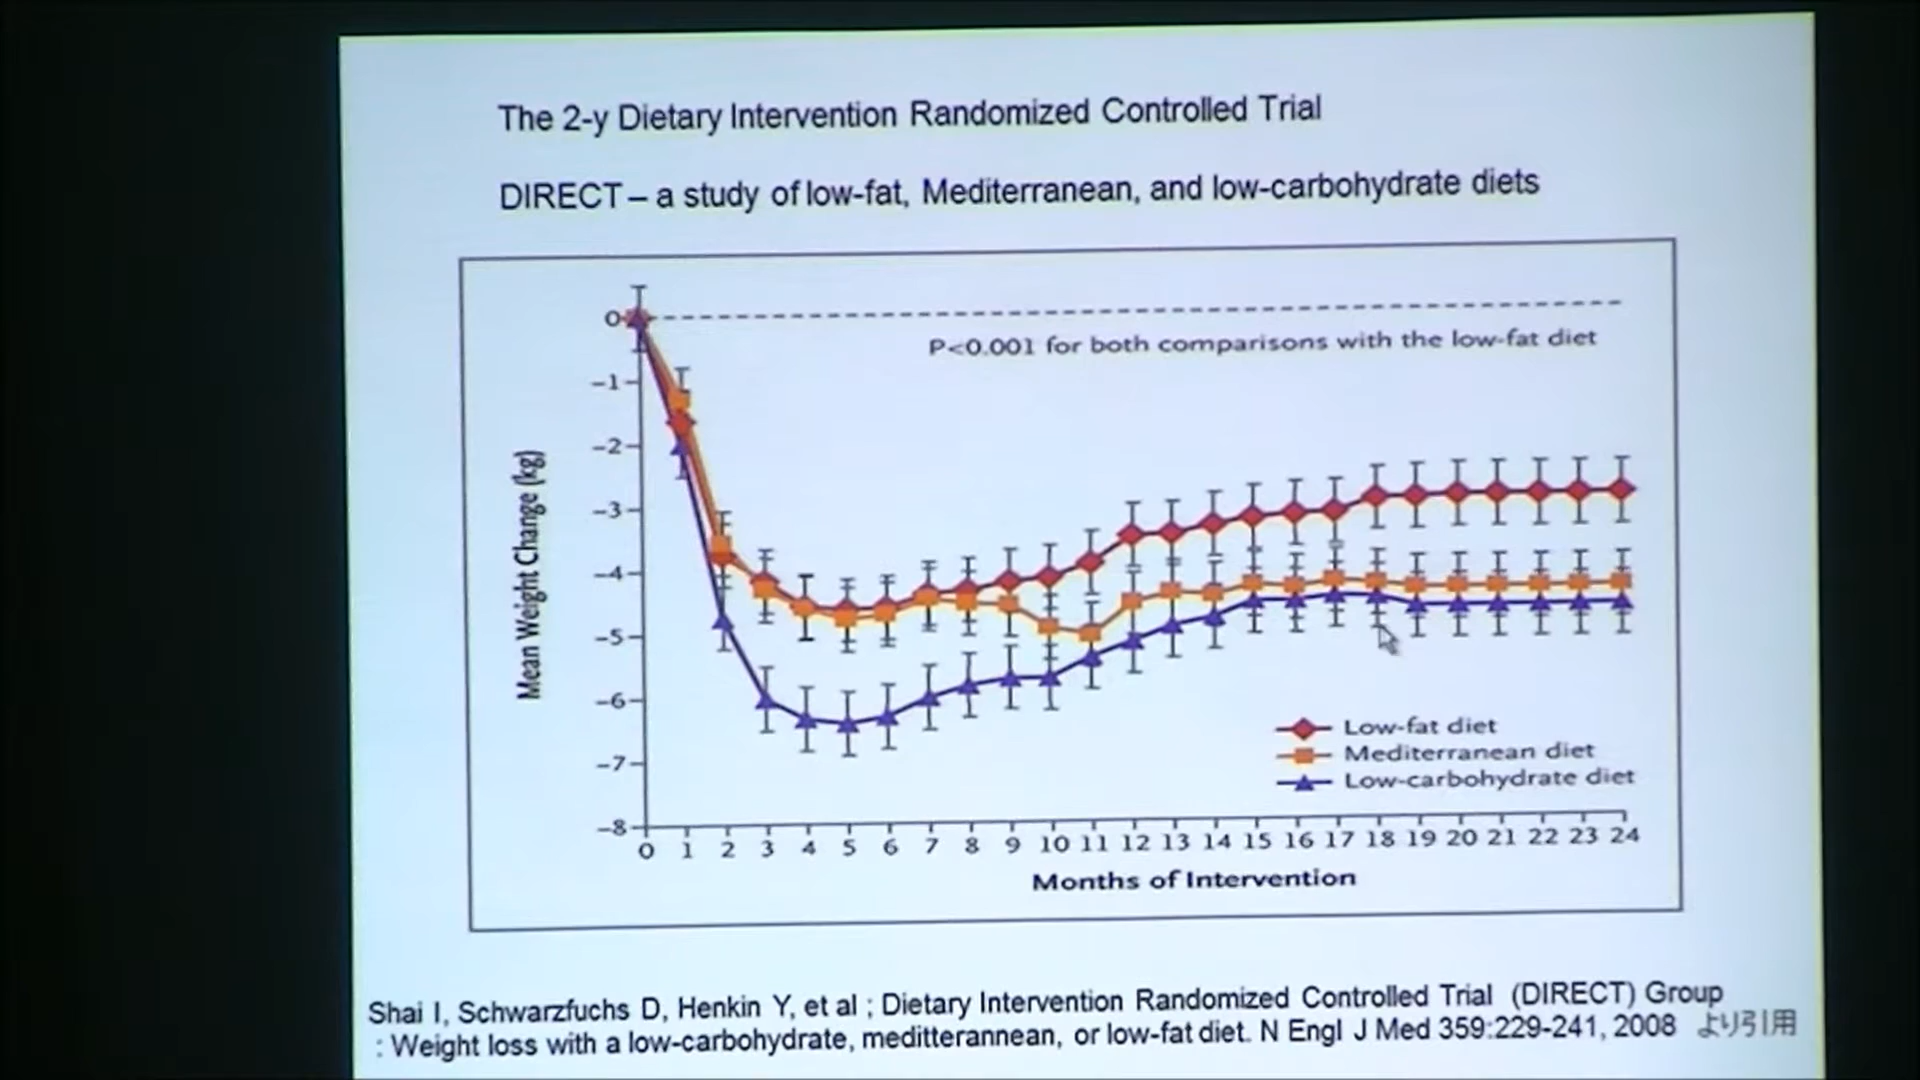 The 2-y Dietary Intervention Randomized Controlled Trial
DIRECT – a study of low-fat, Mediterranean, and low-carbohydrate diets
0
P<0.001 for both comparisons with the low-fat diet
−1
−2
−3
−4
−5
−6
−7
−8
Mean Weight Change (kg)
Low-fat diet
Mediterranean diet
Low-carbohydrate diet
0 1 2 3 4 5 6 7 8 9 10 11 12 13 14 15 16 17 18 19 20 21 22 23 24
Months of Intervention
Shai I, Schwarzfuchs D, Henkin Y, et al ; Dietary Intervention Randomized Controlled Trial (DIRECT) Group
: Weight loss with a low-carbohydrate, meditterannean, or low-fat diet. N Engl J Med 359:229-241, 2008 より引用